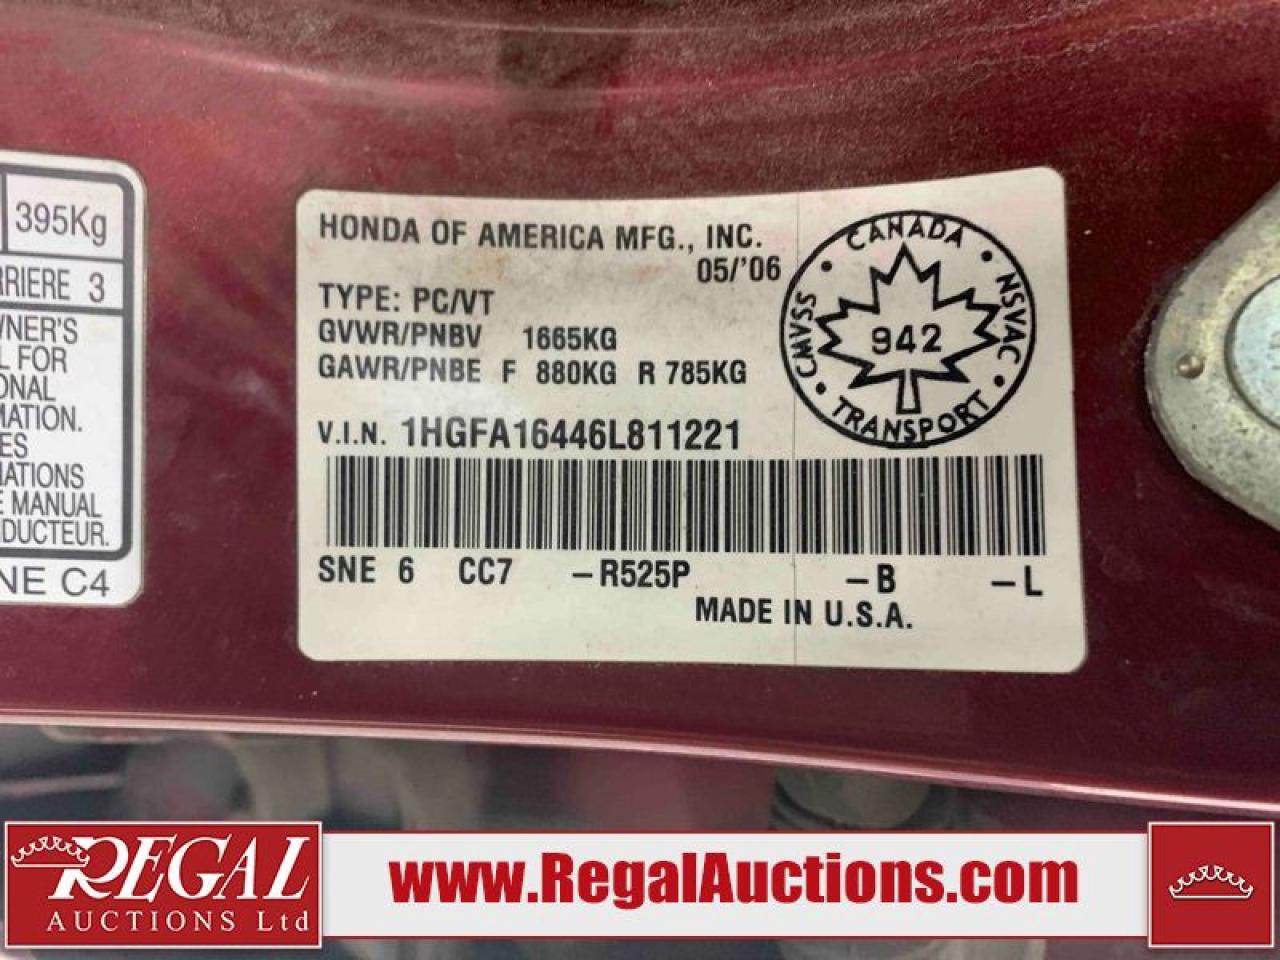 395Kg
RRIERE 3
WNER'S
L FOR
ONAL
MATION.
ES
MATIONS
E MANUAL
DUCTEUR.
NE C4
HONDA OF AMERICA MFG., INC.
05/'06
TYPE: PC/VT
GVWR/PNBV 1665KG
GAWR/PNBE F 880KG R 785KG
V.I.N. 1HGFA16446L811221
CANADA
942
CMVSS
NSVAC
TRANSPORT
SNE 6 CC7 -R525P -B -L
MADE IN U.S.A.
REGAL
AUCTIONS Ltd
www.RegalAuctions.com